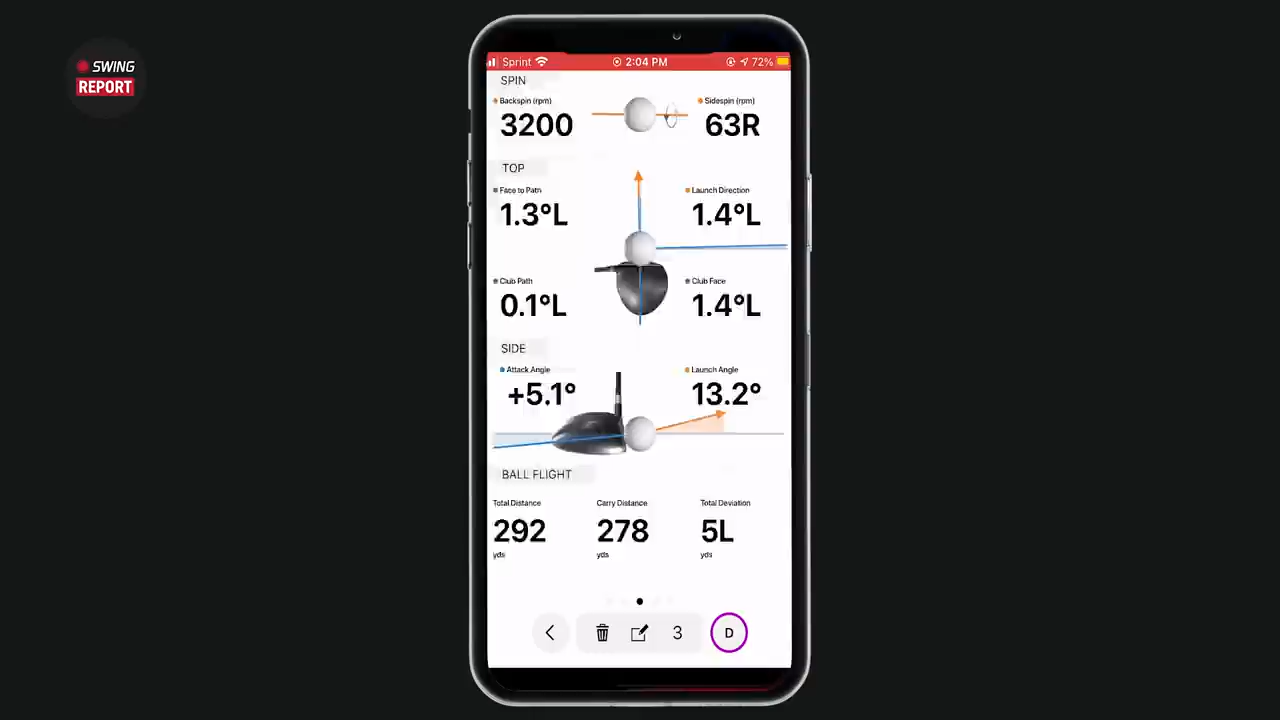 SWING
REPORT
Sprint 2:04 PM 72%
SPIN
Backspin (rpm) Sidespin (rpm)
3200 63R
TOP
Face to Path Launch Direction
1.3°L 1.4°L
Club Path Club Face
0.1°L 1.4°L
SIDE
Attack Angle Launch Angle
+5.1° 13.2°
BALL FLIGHT
Total Distance Carry Distance Total Deviation
292 278 5L
yds yds yds
3 D